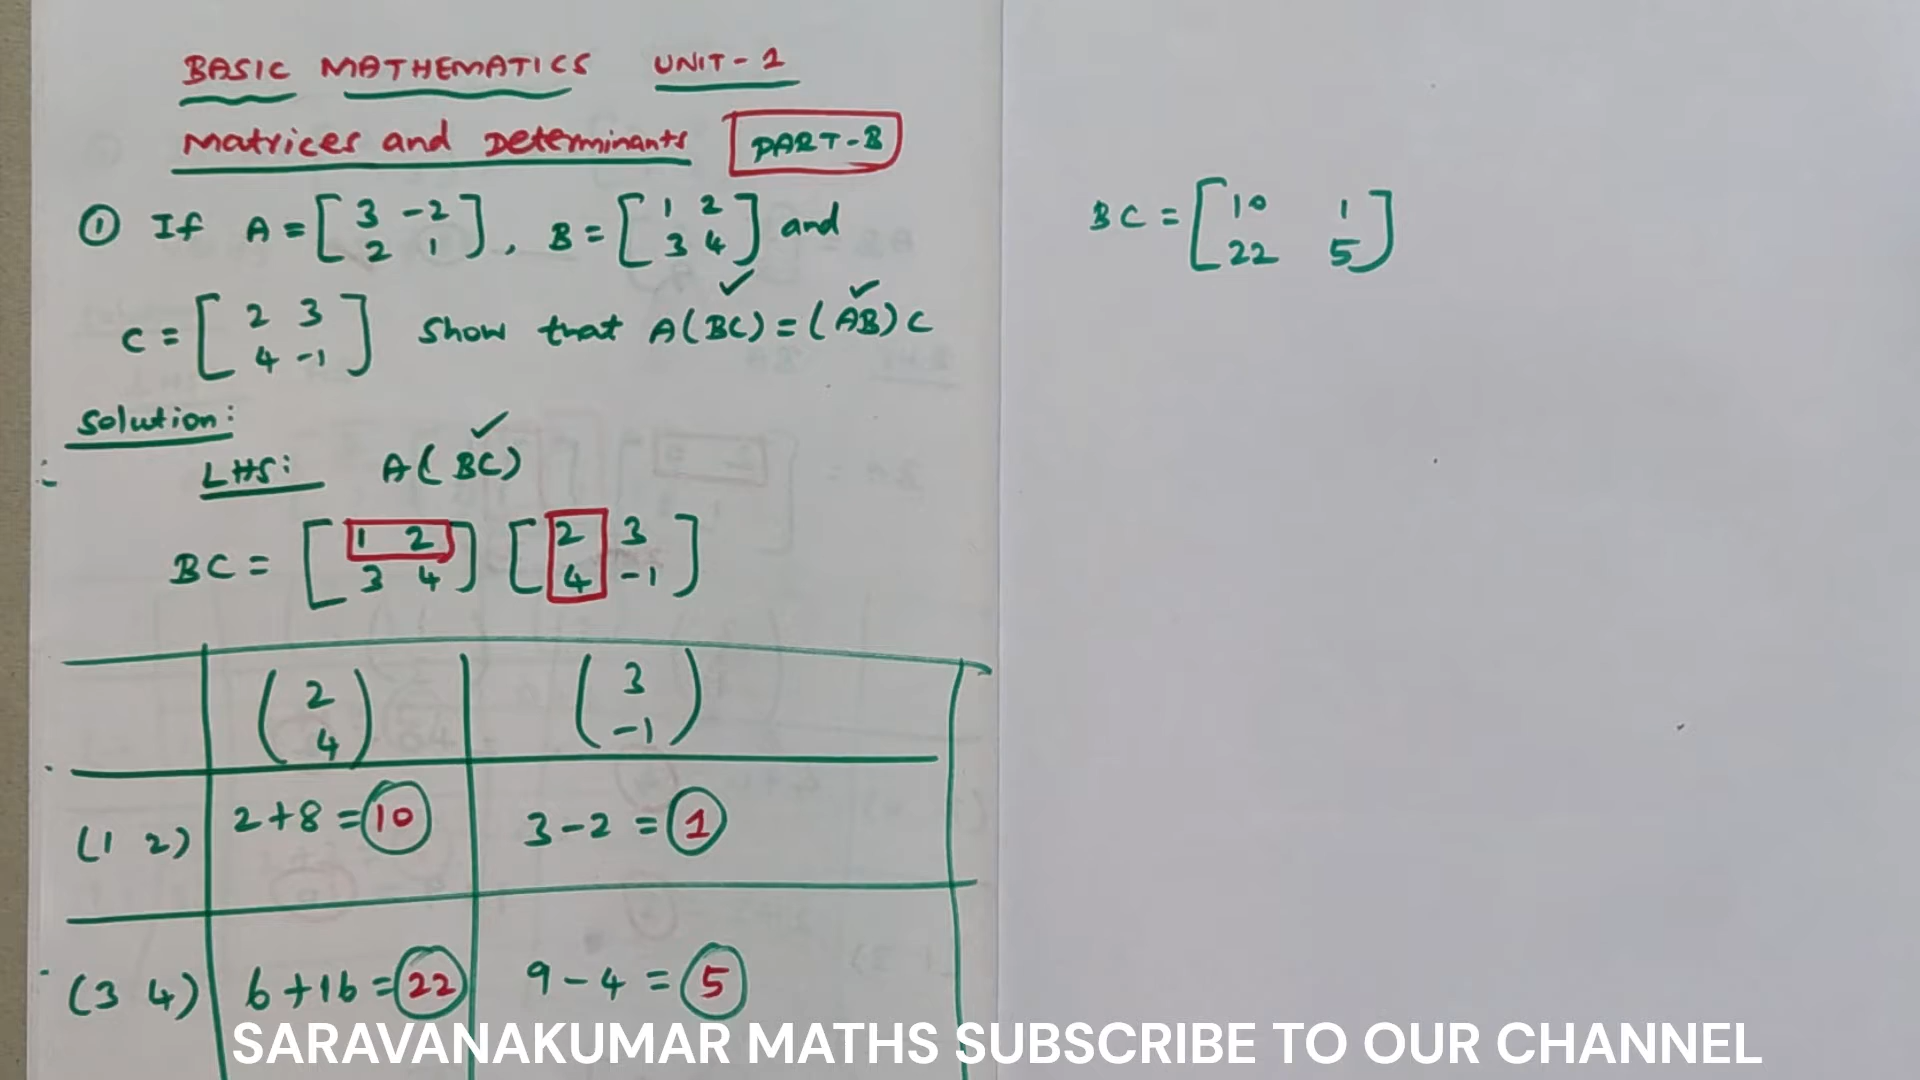 BASIC MATHEMATICS UNIT-1
Matrices and Determinants PART-B
① If A = [ 3 -2 ], B = [ 1 2 ] and
2 1 3 4
C = [ 2 3 ] Show that A(BC) = (AB)C
4 -1
Solution:
LHS: A(BC)
BC = [ 1 2 ] [ 2 3 ]
3 4 4 -1
( 2 ) ( 3 )
4 -1
(1 2) 2+8 = 10 3-2 = 1
(3 4) 6+16 = 22 9-4 = 5
BC = [ 10 1 ]
22 5
SARAVANAKUMAR MATHS SUBSCRIBE TO OUR CHANNEL